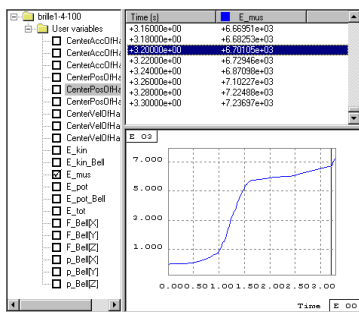 brille1-4-100
User variables
CenterAccOfHa
CenterAccOfHa
CenterAccOfHa
CenterPosOfHa
CenterPosOfHa
CenterPosOfHa
CenterVelOfHa
CenterVelOfHa
CenterVelOfHa
E_kin
E_kin_Bell
E_mus
E_pot
E_pot_Bell
E_tot
F_Bell[X]
F_Bell[Y]
F_Bell[Z]
p_Bell[X]
p_Bell[Y]
p_Bell[Z]
Time (s) E_mus
+3.16000e+00 +6.66951e+03
+3.18000e+00 +6.68253e+03
+3.20000e+00 +6.70105e+03
+3.22000e+00 +6.72946e+03
+3.24000e+00 +6.87098e+03
+3.26000e+00 +7.10227e+03
+3.28000e+00 +7.22488e+03
+3.30000e+00 +7.23697e+03
E 03
7.000
5.000
3.000
1.000
0.000.501.001.502.002.503.00
Time E 00